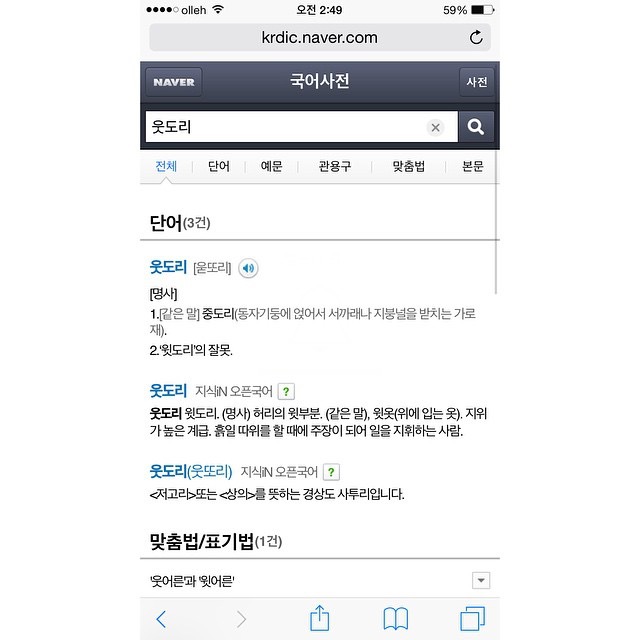 olleh 오전 2:49 59%
krdic.naver.com
NAVER 국어사전 사전
웃도리
전체 단어 예문 관용구 맞춤법 본문
단어(3건)
웃도리 [욷또리]
[명사]
1.[같은 말] 중도리(동자기둥에 얹어서 서까래나 지붕널을 받치는 가로
재).
2.'윗도리'의 잘못.
웃도리 지식iN 오픈국어 ?
웃도리 윗도리. (명사) 허리의 윗부분. (같은 말), 윗옷(위에 입는 옷). 지위
가 높은 계급. 흙일 따위를 할 때에 주장이 되어 일을 지휘하는 사람.
웃도리(웃또리) 지식iN 오픈국어 ?
<저고리>또는 <상의>를 뜻하는 경상도 사투리입니다.
맞춤법/표기법(1건)
'웃어른'과 '윗어른'